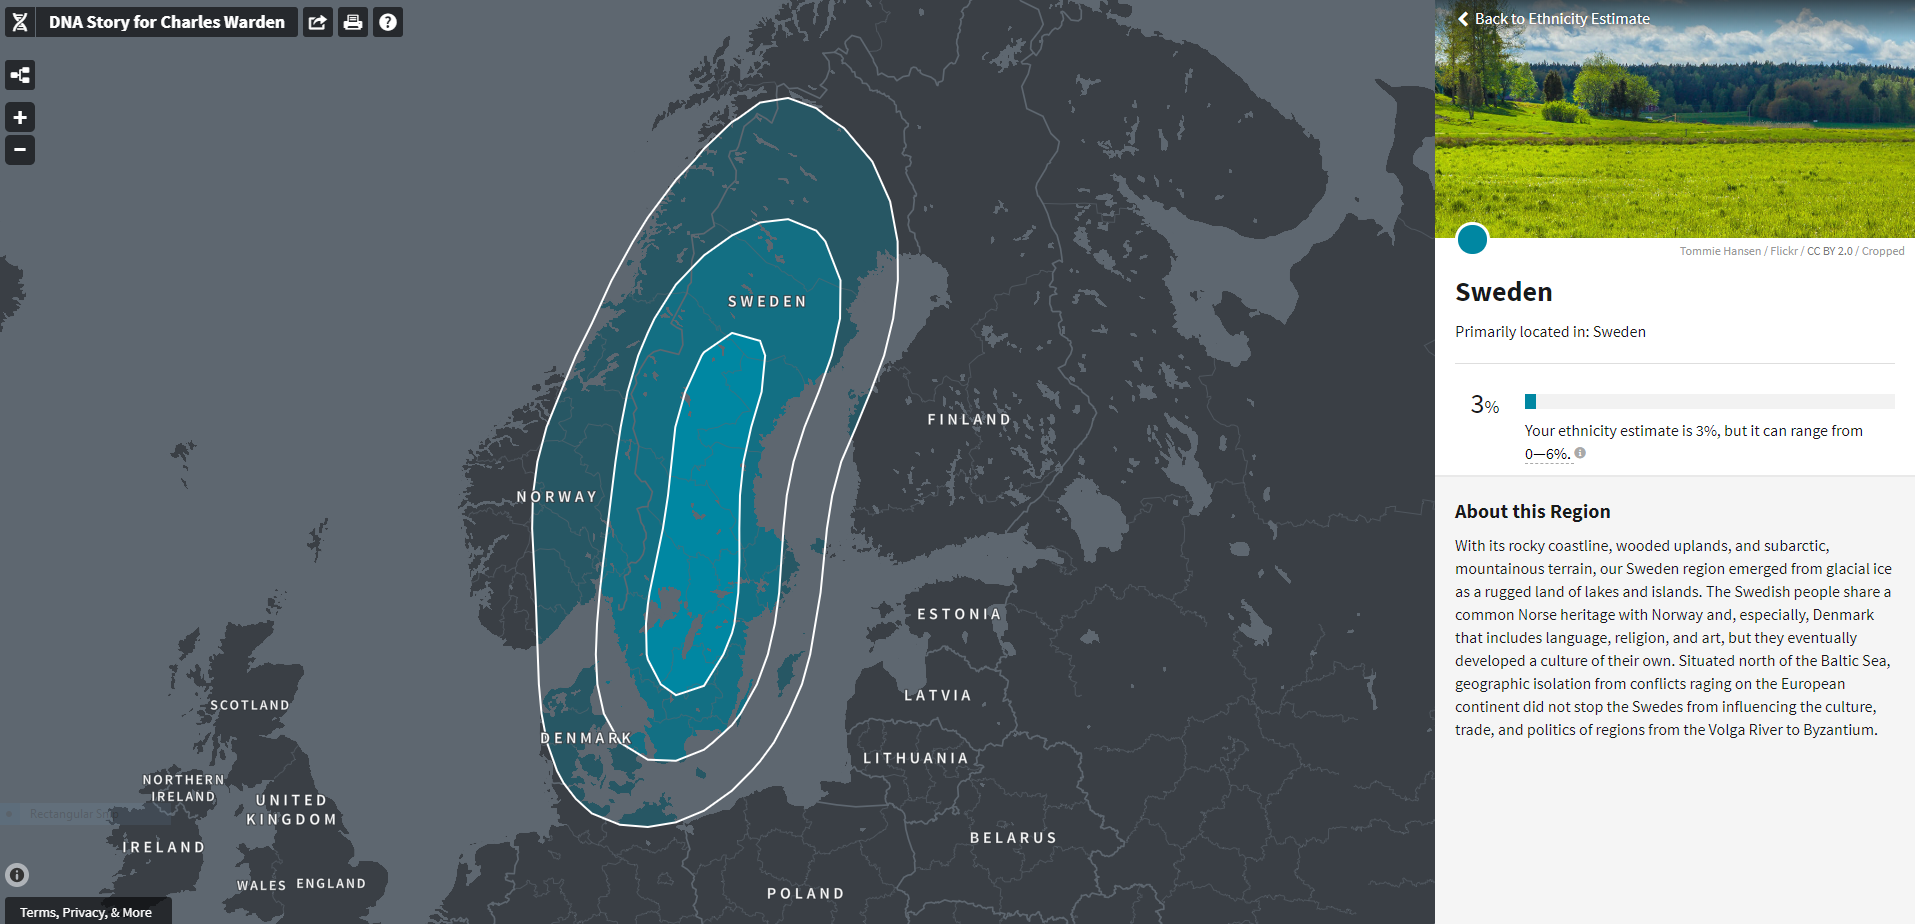 DNA Story for Charles Warden
Back to Ethnicity Estimate
Tommie Hansen / Flickr / CC BY 2.0 / Cropped
Sweden
Primarily located in: Sweden
3%
Your ethnicity estimate is 3%, but it can range from
0—6%.
About this Region
With its rocky coastline, wooded uplands, and subarctic,
mountainous terrain, our Sweden region emerged from glacial ice
as a rugged land of lakes and islands. The Swedish people share a
common Norse heritage with Norway and, especially, Denmark
that includes language, religion, and art, but they eventually
developed a culture of their own. Situated north of the Baltic Sea,
geographic isolation from conflicts raging on the European
continent did not stop the Swedes from influencing the culture,
trade, and politics of regions from the Volga River to Byzantium.
SWEDEN
FINLAND
NORWAY
ESTONIA
LATVIA
SCOTLAND
DENMARK
LITHUANIA
NORTHERN
IRELAND
UNITED
KINGDOM
Rectangular Snip
BELARUS
IRELAND
WALES
ENGLAND
POLAND
Terms, Privacy, & More